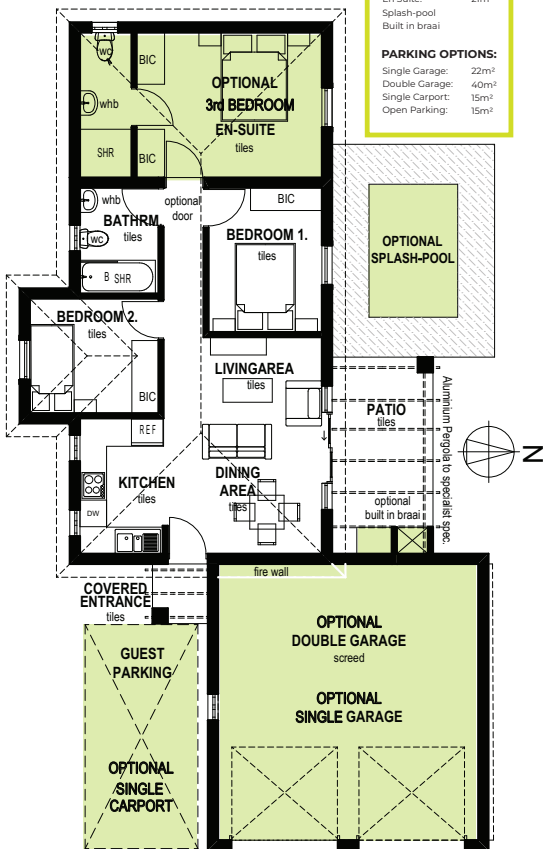 En Suite: 21m²
Splash-pool
Built in braai
PARKING OPTIONS:
Single Garage: 22m²
Double Garage: 40m²
Single Carport: 15m²
Open Parking: 15m²
wc
BIC
whb
OPTIONAL
3rd BEDROOM
EN-SUITE
tiles
SHR
BIC
whb
optional
door
BIC
BATHRM
tiles
wc
B SHR
BEDROOM 1.
tiles
OPTIONAL
SPLASH-POOL
BEDROOM 2.
tiles
BIC
LIVINGAREA
tiles
PATIO
tiles
Aluminium Pergola to specialist spec.
N
REF
KITCHEN
tiles
DW
DINING
AREA
tiles
optional
built in braai
fire wall
COVERED
ENTRANCE
tiles
GUEST
PARKING
OPTIONAL
SINGLE
CARPORT
OPTIONAL
DOUBLE GARAGE
screed
OPTIONAL
SINGLE GARAGE